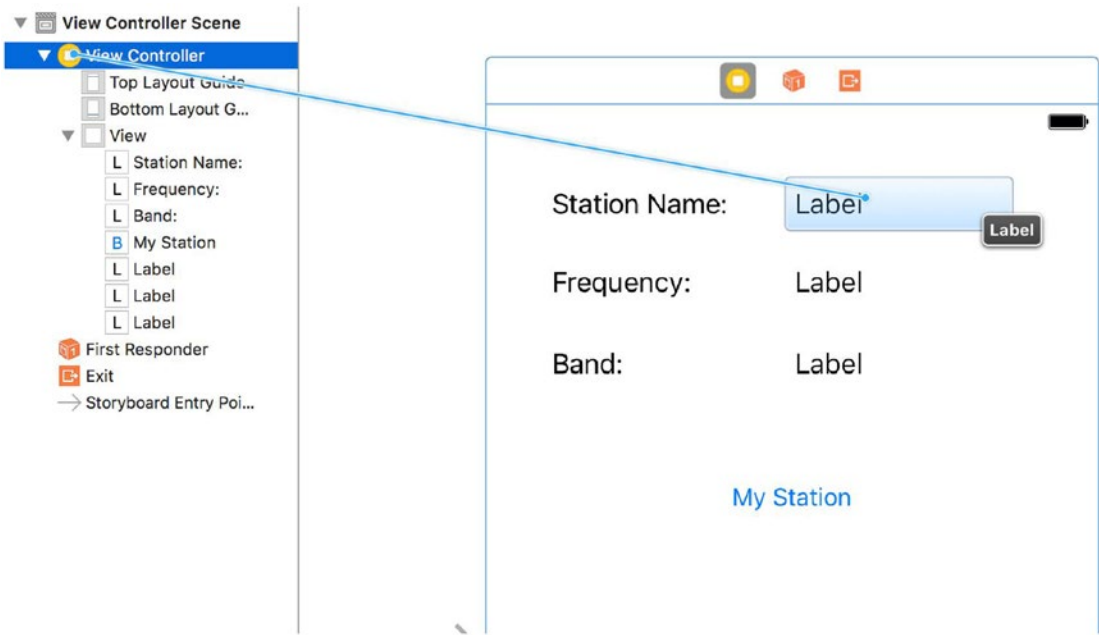 View Controller Scene
View Controller
Top Layout Guide
Bottom Layout G...
View
L Station Name:
L Frequency:
L Band:
B My Station
L Label
L Label
L Label
First Responder
Exit
Storyboard Entry Poi...
Station Name: Label
Label
Frequency: Label
Band: Label
My Station